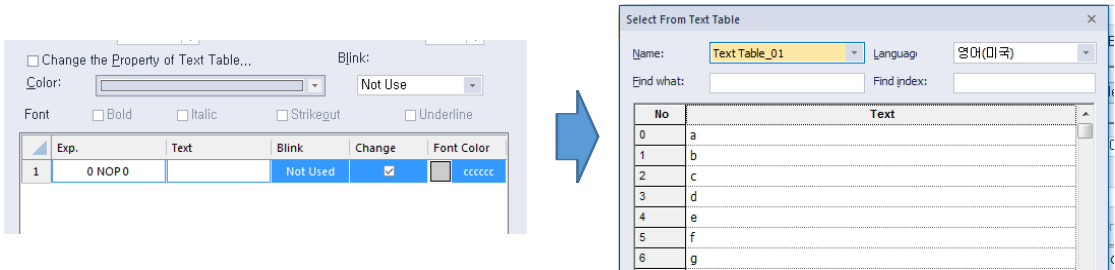 Change the Property of Text Table...
Blink:
Color:
Not Use
Font
Bold
Italic
Strikeout
Underline
Exp.
Text
Blink
Change
Font Color
1
0 NOP 0
Not Used
cccccc
Select From Text Table
Name:
Text Table_01
Languag
영어(미국)
Find what:
Find index:
No
Text
0
a
1
b
2
c
3
d
4
e
5
f
6
g